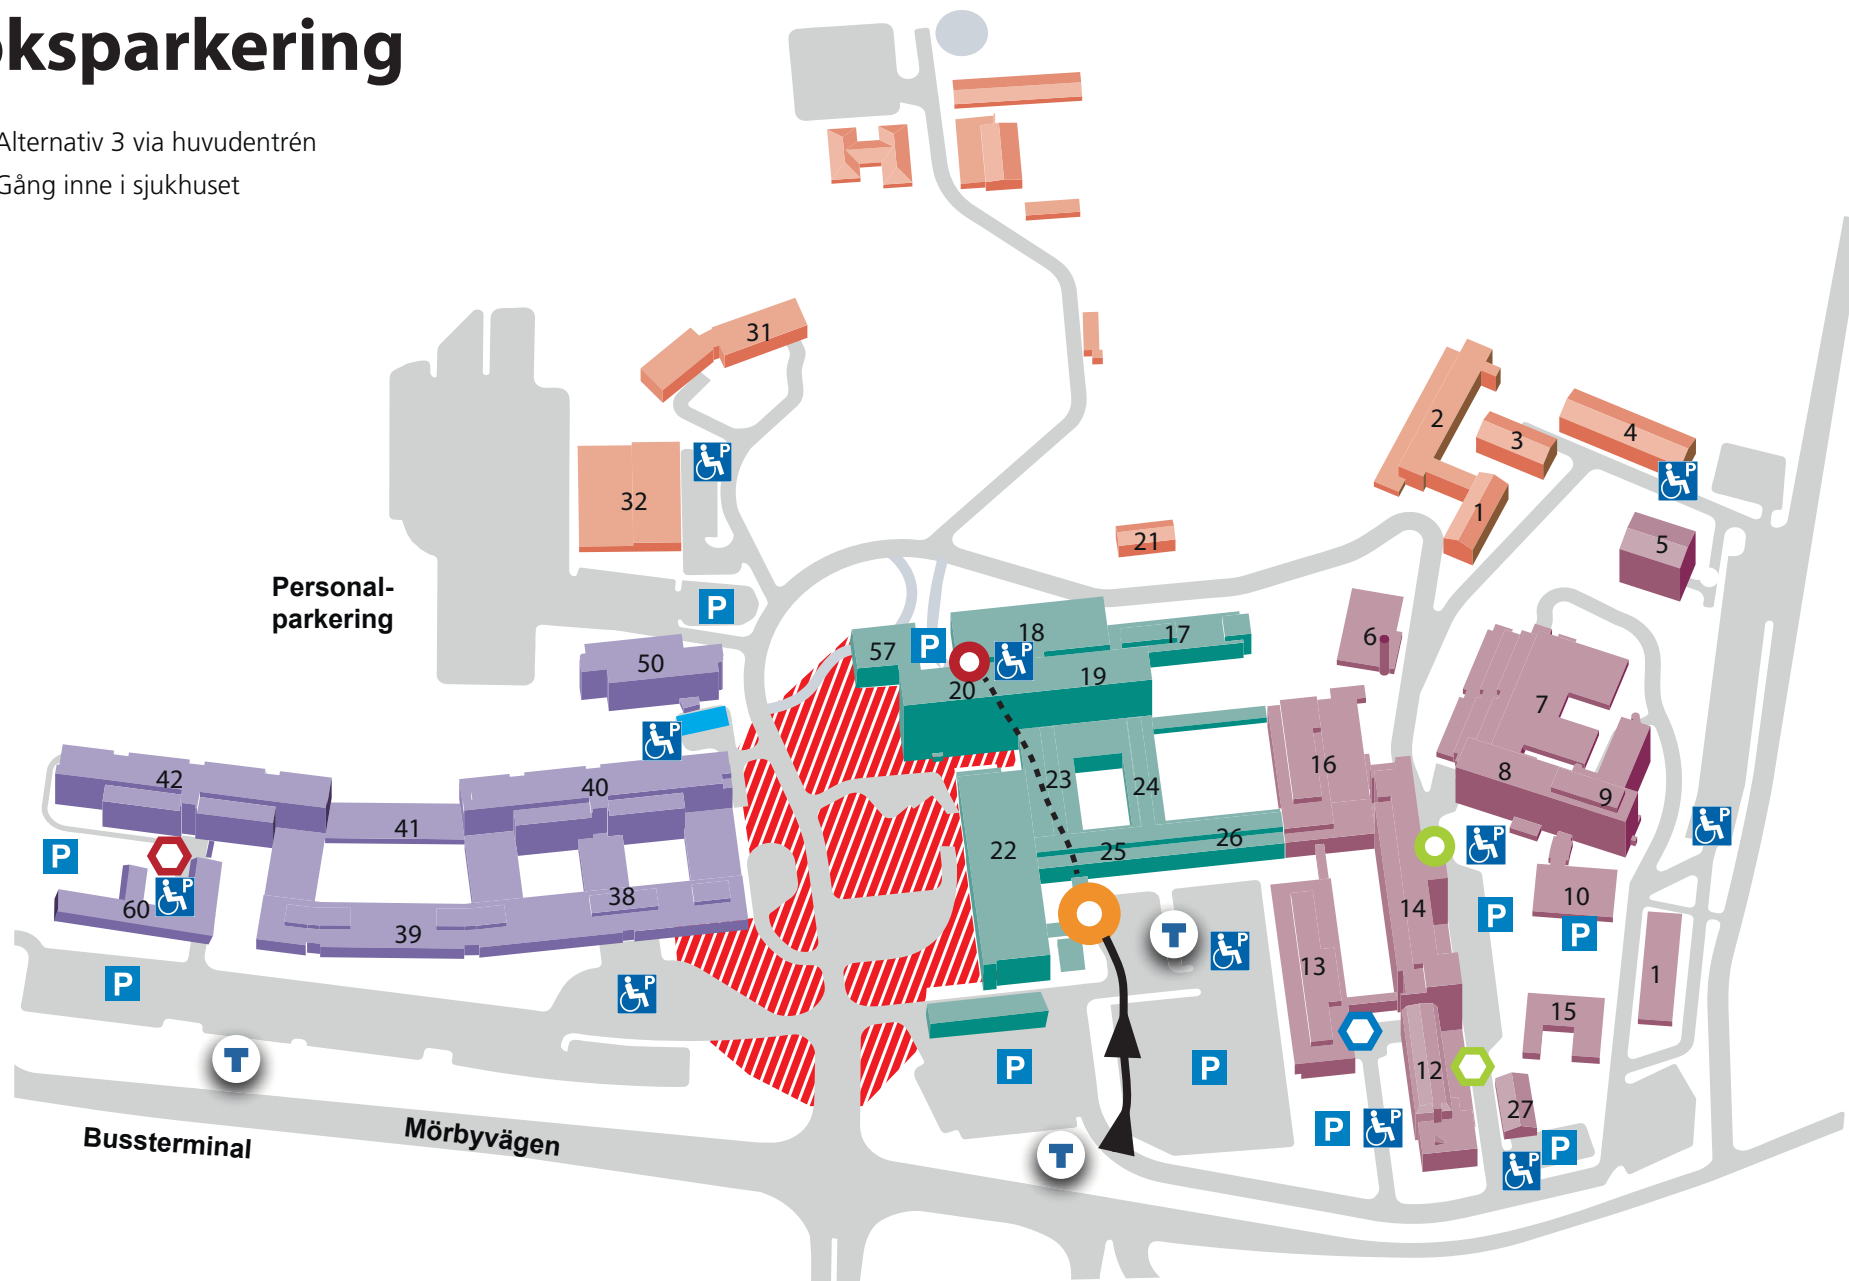 oksparkering
Alternativ 3 via huvudentrén
Gång inne i sjukhuset
31
2
3
4
P
32
P
1
21
5
Personal-
parkering
P
50
57
P
18
17
P
6
20
19
7
P
42
40
23
24
16
8
9
P
41
P
22
25
26
P
60
P
38
39
14
10
P
P
T
P
13
1
P
P
15
T
P
P
12
27
Bussterminal
Mörbyvägen
T
P
P
P
P